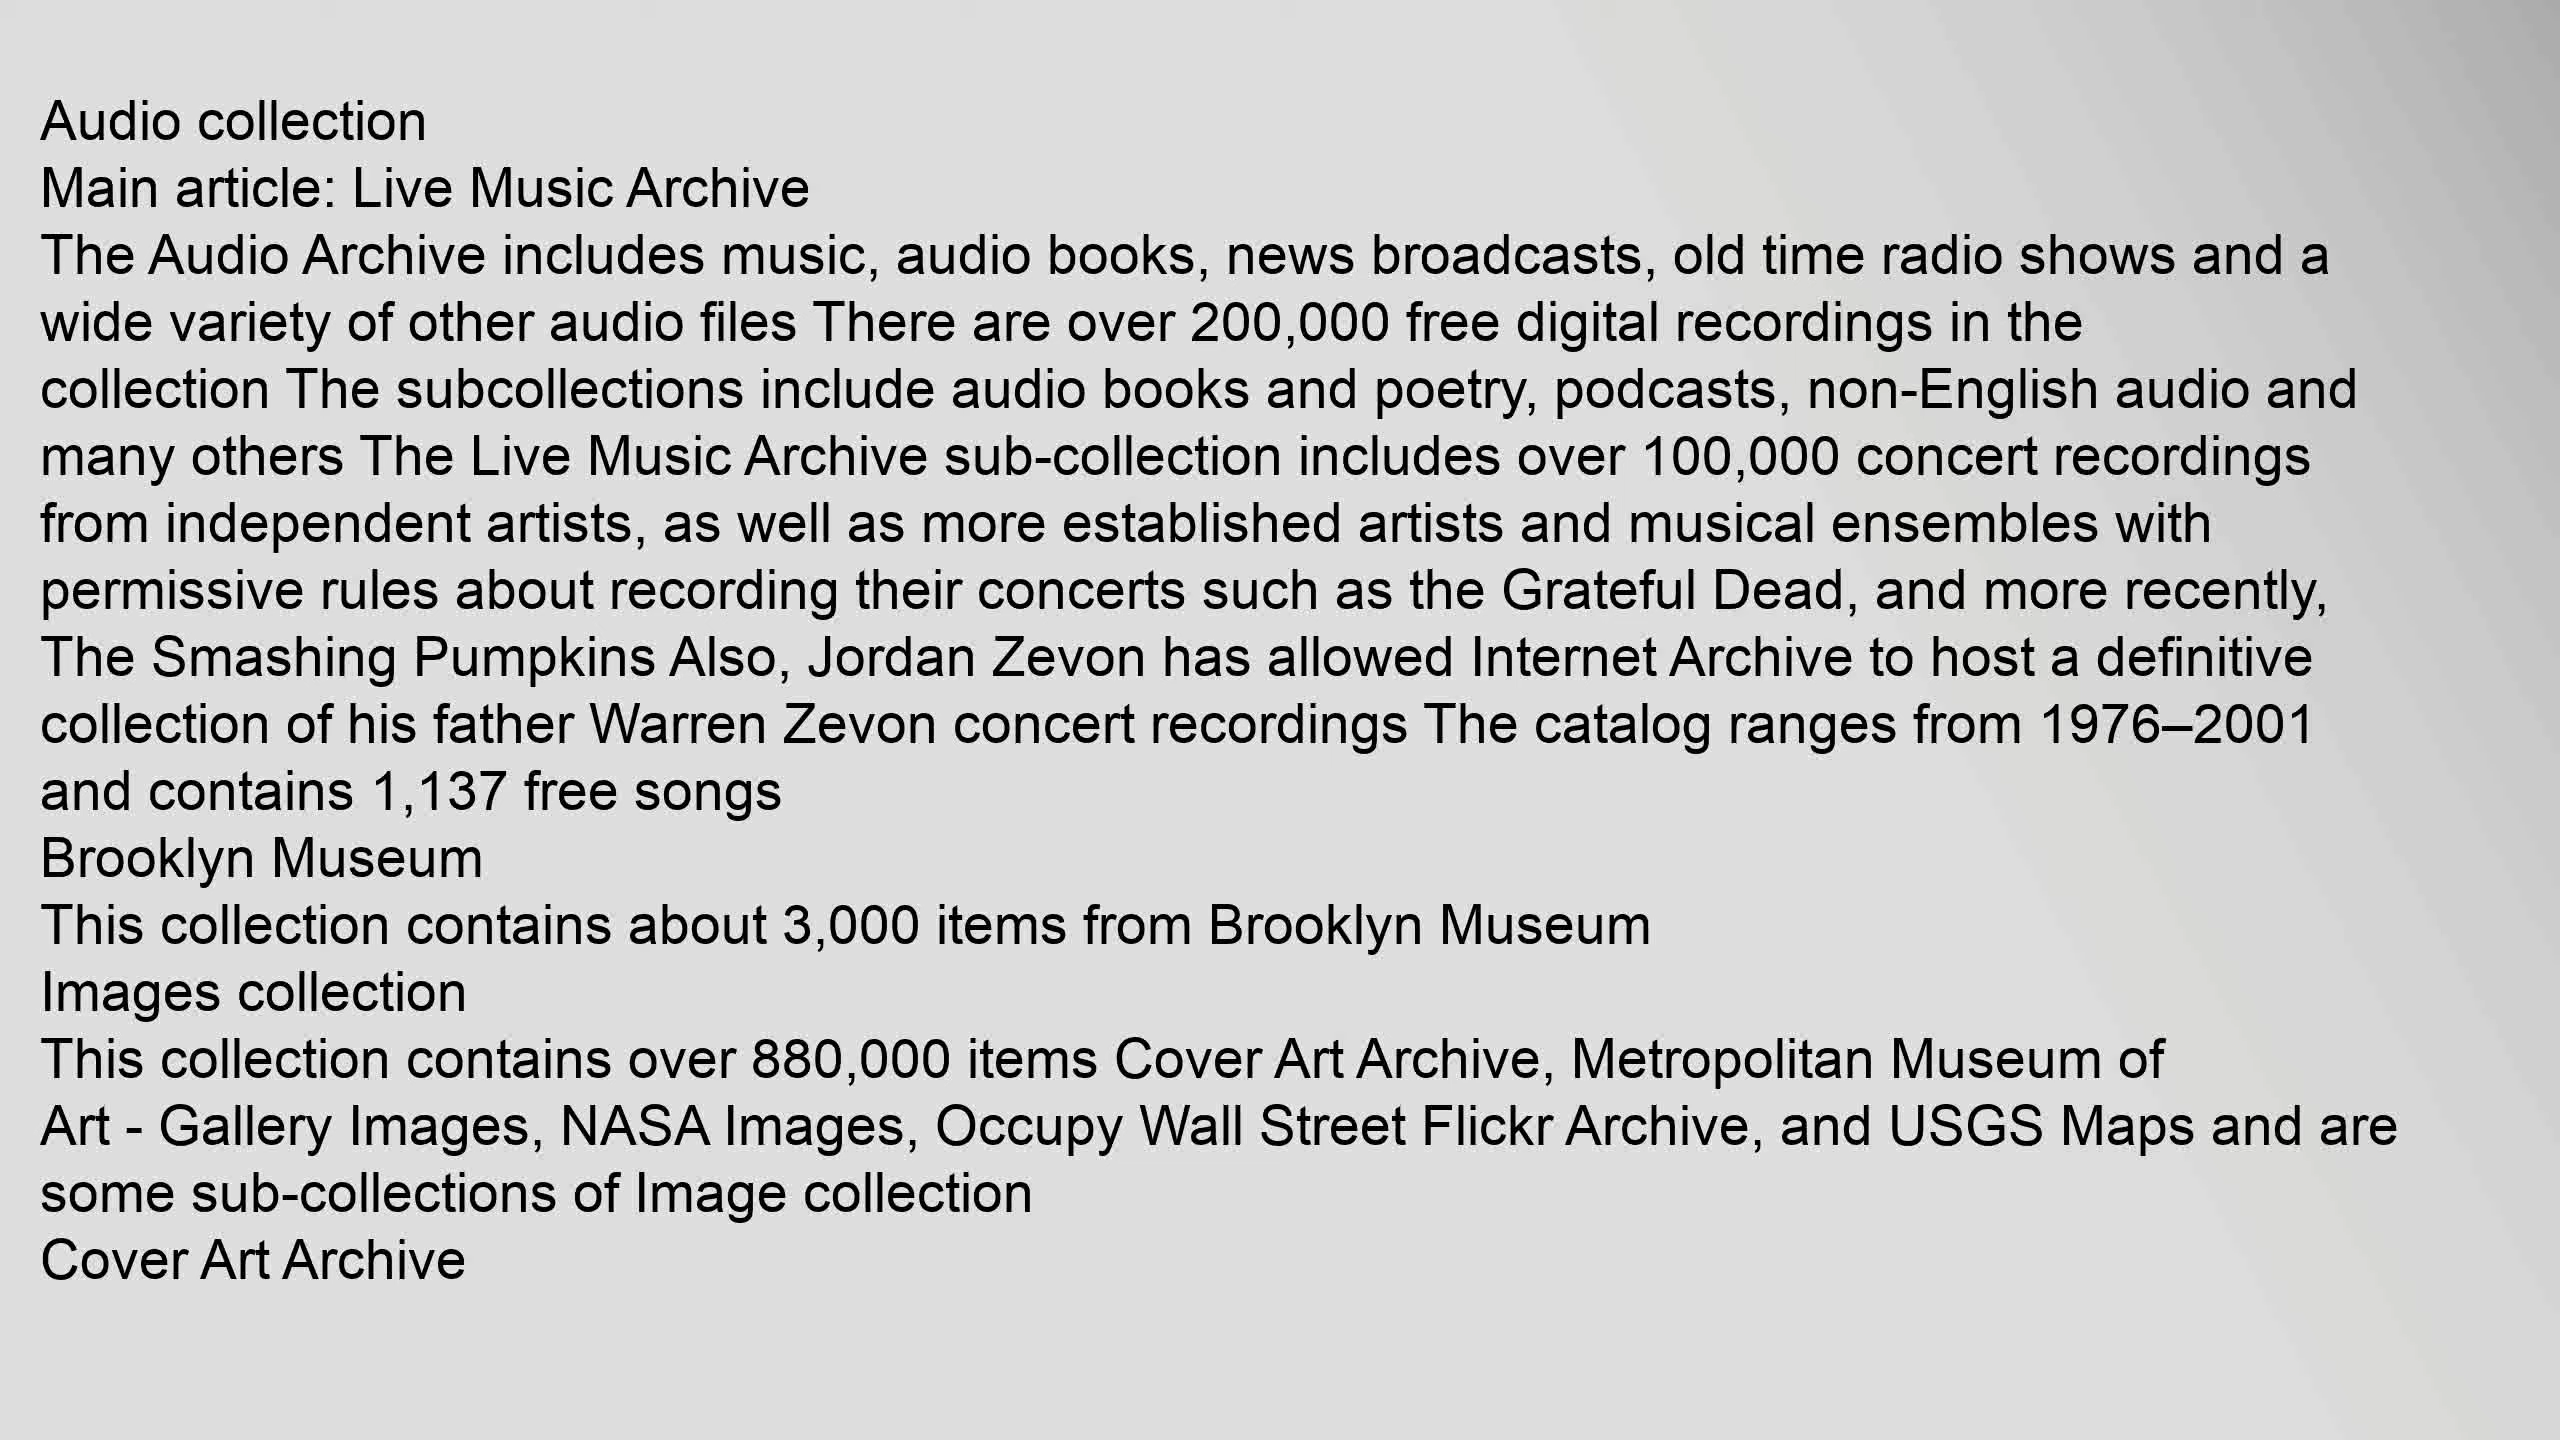 Audio collection
Main article: Live Music Archive
The Audio Archive includes music, audio books, news broadcasts, old time radio shows and a
wide variety of other audio files There are over 200,000 free digital recordings in the
collection The subcollections include audio books and poetry, podcasts, non-English audio and
many others The Live Music Archive sub-collection includes over 100,000 concert recordings
from independent artists, as well as more established artists and musical ensembles with
permissive rules about recording their concerts such as the Grateful Dead, and more recently,
The Smashing Pumpkins Also, Jordan Zevon has allowed Internet Archive to host a definitive
collection of his father Warren Zevon concert recordings The catalog ranges from 1976–2001
and contains 1,137 free songs
Brooklyn Museum
This collection contains about 3,000 items from Brooklyn Museum
Images collection
This collection contains over 880,000 items Cover Art Archive, Metropolitan Museum of
Art - Gallery Images, NASA Images, Occupy Wall Street Flickr Archive, and USGS Maps and are
some sub-collections of Image collection
Cover Art Archive